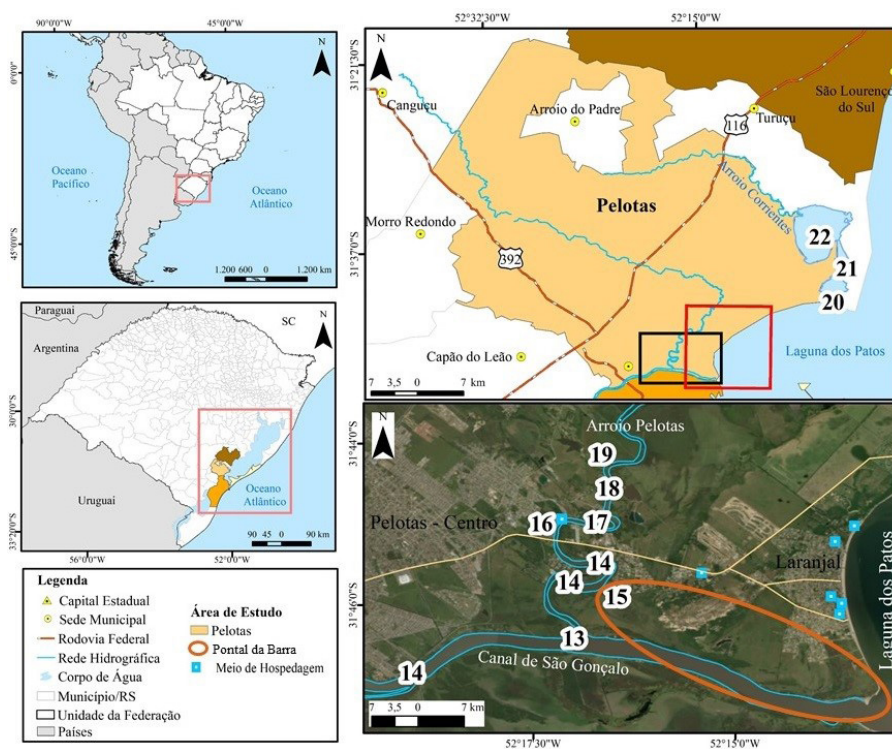 90°0'0"W
45°0'0"W
0°0'0"
45°0'0"S
N
Oceano
Pacífico
Oceano
Atlântico
1.200 600 0
1.200 km
Paraguai
SC
N
Argentina
30°0'0"S
Uruguai
Oceano
Atlântico
33°20'0"S
90 45 0
90 km
56°0'0"W
52°0'0"W
Legenda
Capital Estadual
Sede Municipal
Rodovia Federal
Rede Hidrográfica
Corpo de Água
Município/RS
Unidade da Federação
Países
Área de Estudo
Pelotas
Pontal da Barra
Meio de Hospedagem
52°32'30"W
52°15'0"W
31°21'30"S
31°37'0"S
N
Canguçu
Arroio do Padre
São Lourenço
do Sul
Turuçu
116
Arroio Corrientes
Pelotas
Morro Redondo
22
392
21
20
Laguna dos Patos
Capão do Leão
7 3,5 0
7 km
N
31°44'0"S
31°46'0"S
Arroio Pelotas
19
18
Pelotas - Centro
16
17
Laranjal
14
14
15
13
Canal de São Gonçalo
14
Laguna dos Patos
7 3,5 0
7 km
52°17'30"W
52°15'0"W